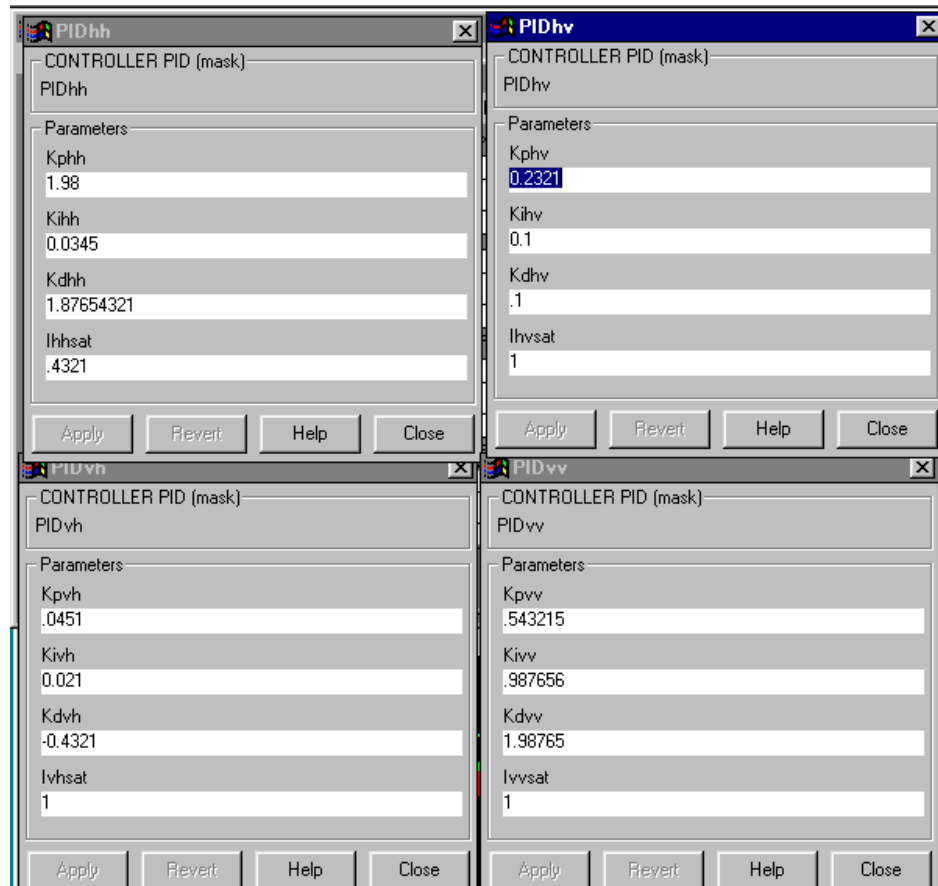 PIDhh
CONTROLLER PID (mask)
PIDhh
Parameters
Kphh
1.98
Kihh
0.0345
Kdhh
1.87654321
Ihhsat
.4321
Apply Revert Help Close
PIDhv
CONTROLLER PID (mask)
PIDhv
Parameters
Kphv
0.2321
Kihv
0.1
Kdhv
.1
Ihvsat
1
Apply Revert Help Close
PIDvh
CONTROLLER PID (mask)
PIDvh
Parameters
Kpvh
.0451
Kivh
0.021
Kdvh
-0.4321
Ivhsat
1
Apply Revert Help Close
PIDvv
CONTROLLER PID (mask)
PIDvv
Parameters
Kpvv
.543215
Kivv
.987656
Kdvv
1.98765
Ivvsat
1
Apply Revert Help Close